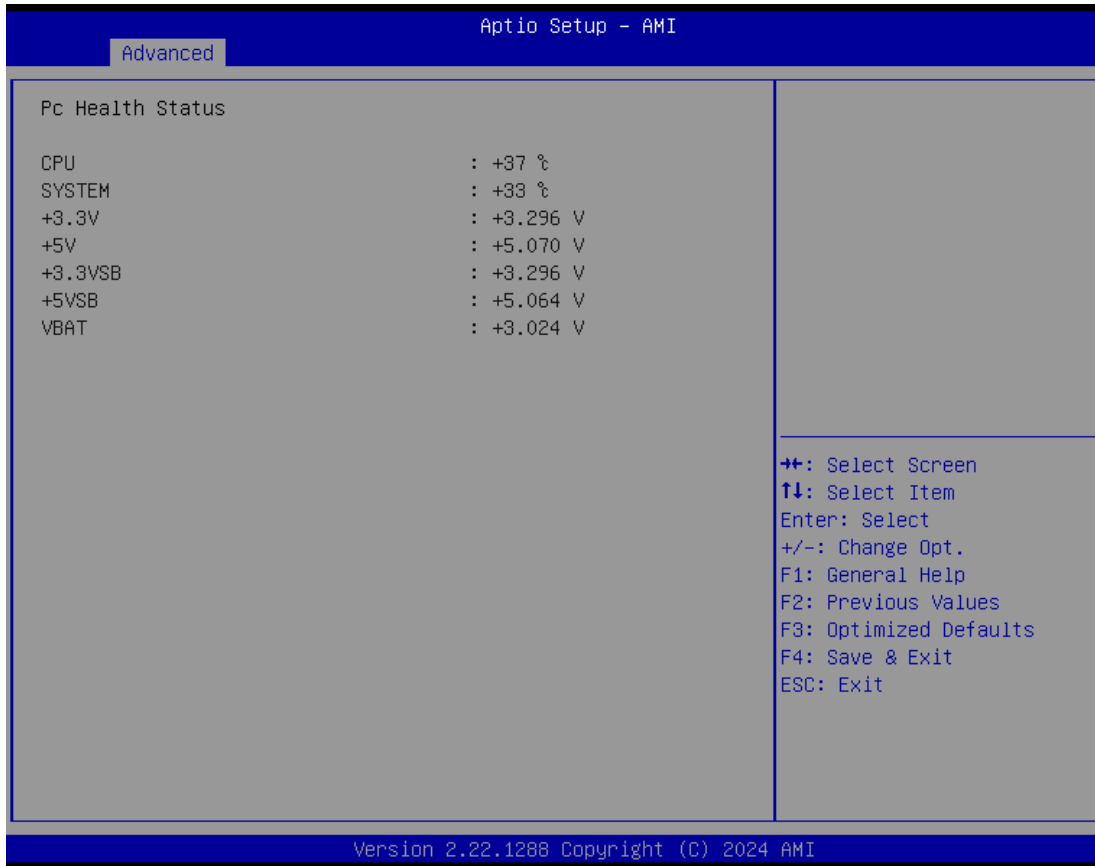 Aptio Setup – AMI
Advanced
Pc Health Status
CPU : +37 ℃
SYSTEM : +33 ℃
+3.3V : +3.296 V
+5V : +5.070 V
+3.3VSB : +3.296 V
+5VSB : +5.064 V
VBAT : +3.024 V
→←: Select Screen
↑↓: Select Item
Enter: Select
+/-: Change Opt.
F1: General Help
F2: Previous Values
F3: Optimized Defaults
F4: Save & Exit
ESC: Exit
Version 2.22.1288 Copyright (C) 2024 AMI